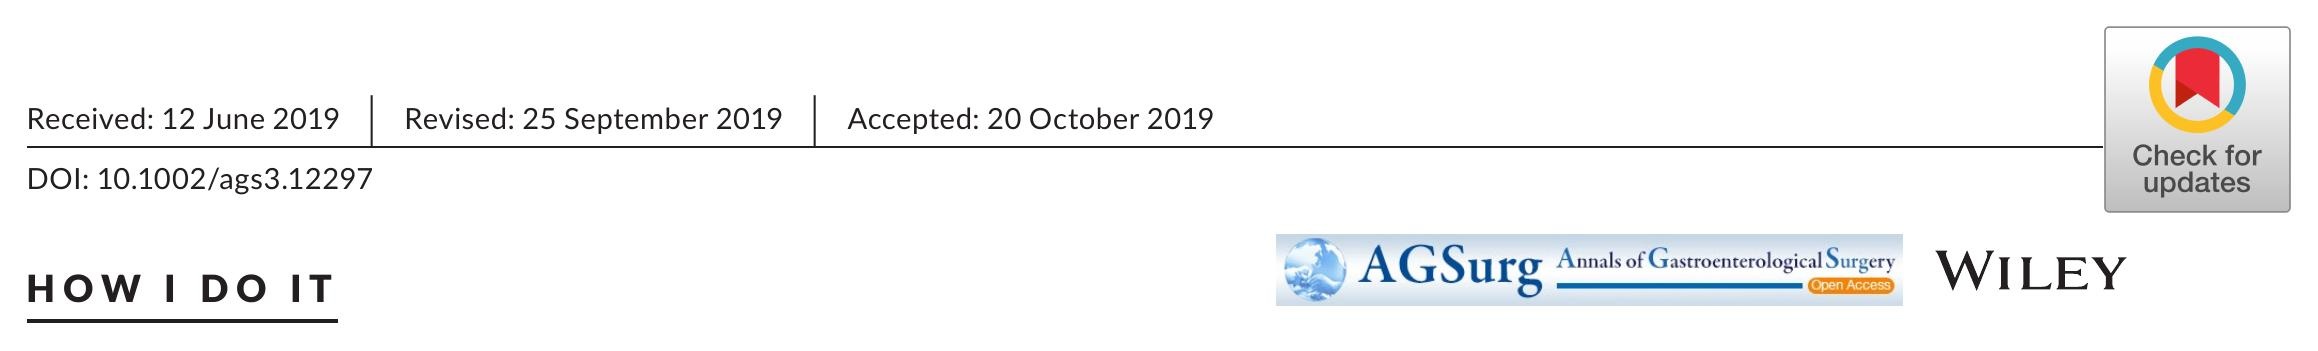 Received: 12 June 2019 | Revised: 25 September 2019 | Accepted: 20 October 2019
DOI: 10.1002/ags3.12297
Check for
updates
HOW I DO IT
AGSurg Annals of Gastroenterological Surgery
Open Access
WILEY